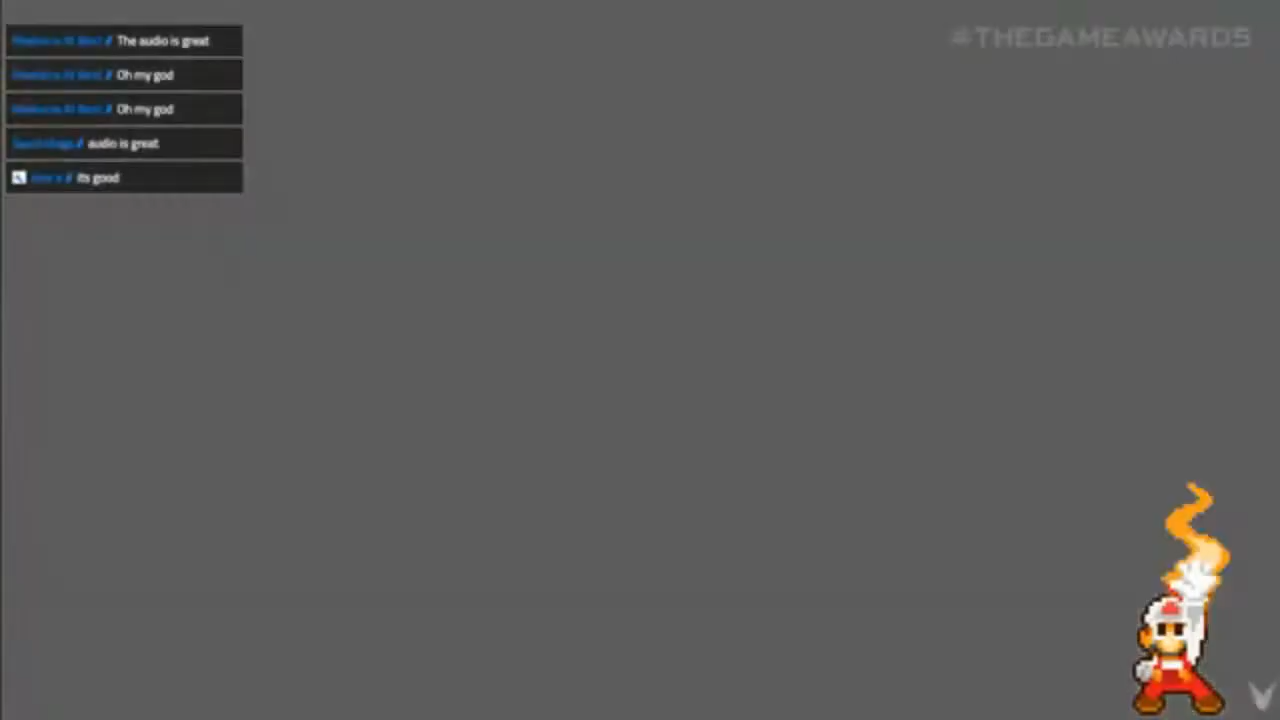 #THEGAMEAWARDS
// The audio is great
// Oh my god
// Oh my god
// audio is great
// its good